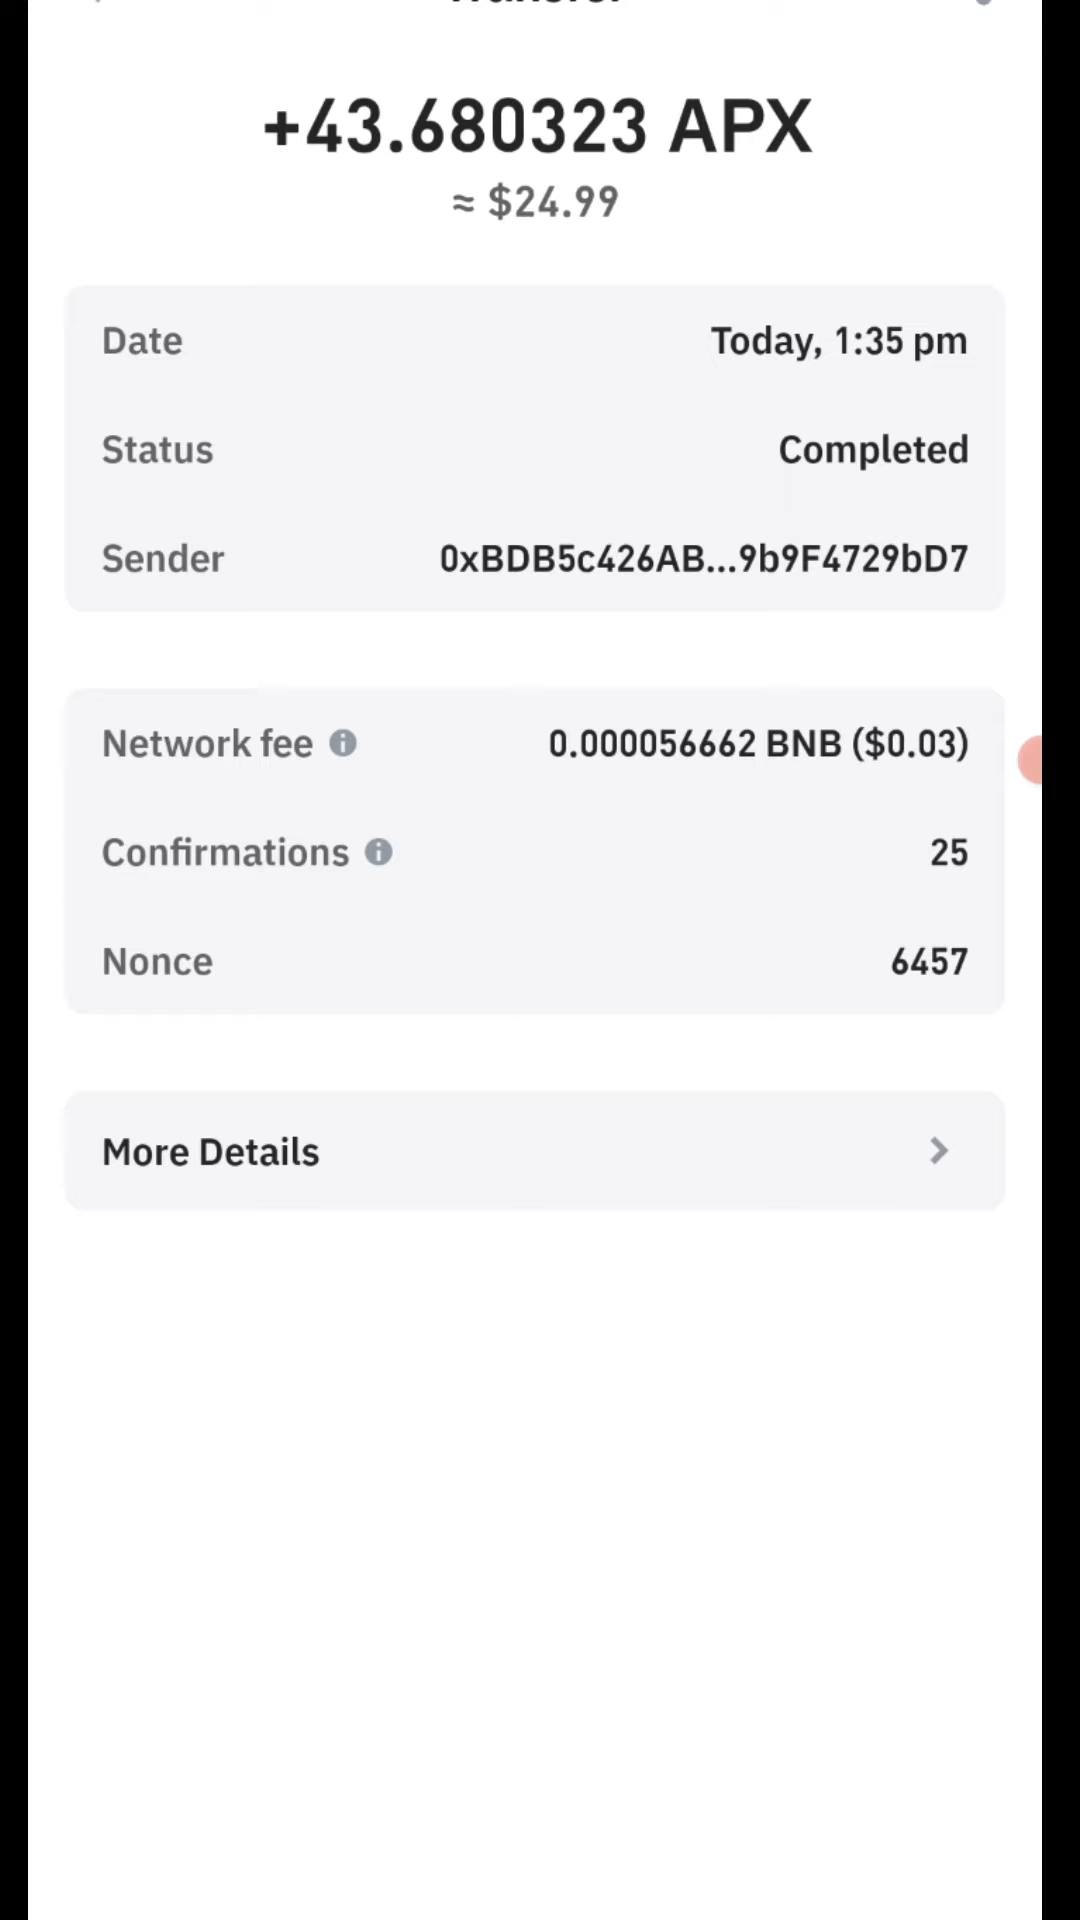 Transfer
+43.680323 APX
≈ $24.99
Date Today, 1:35 pm
Status Completed
Sender 0xBDB5c426AB...9b9F4729bD7
Network fee 0.000056662 BNB ($0.03)
Confirmations 25
Nonce 6457
More Details